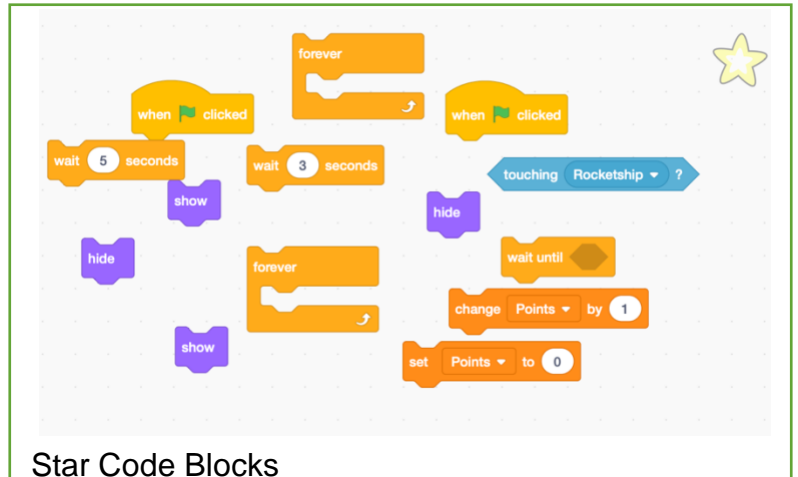 forever
when clicked
when clicked
wait 5 seconds
wait 3 seconds
touching Rocketship ?
show
hide
hide
wait until
forever
change Points by 1
show
set Points to 0
Star Code Blocks